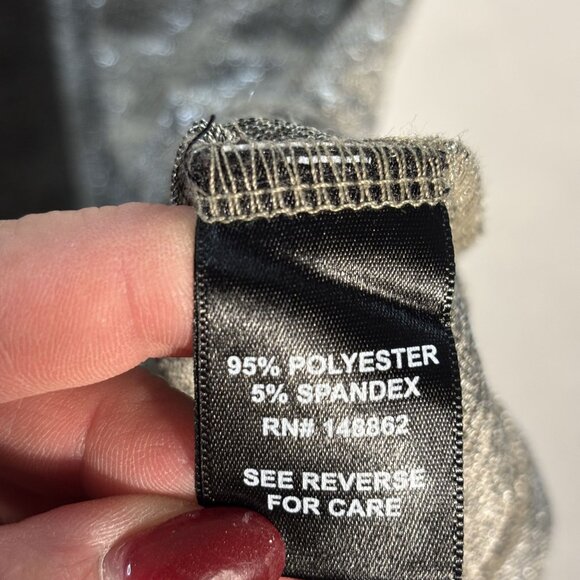 95% POLYESTER
5% SPANDEX
RN# 148862
SEE REVERSE
FOR CARE